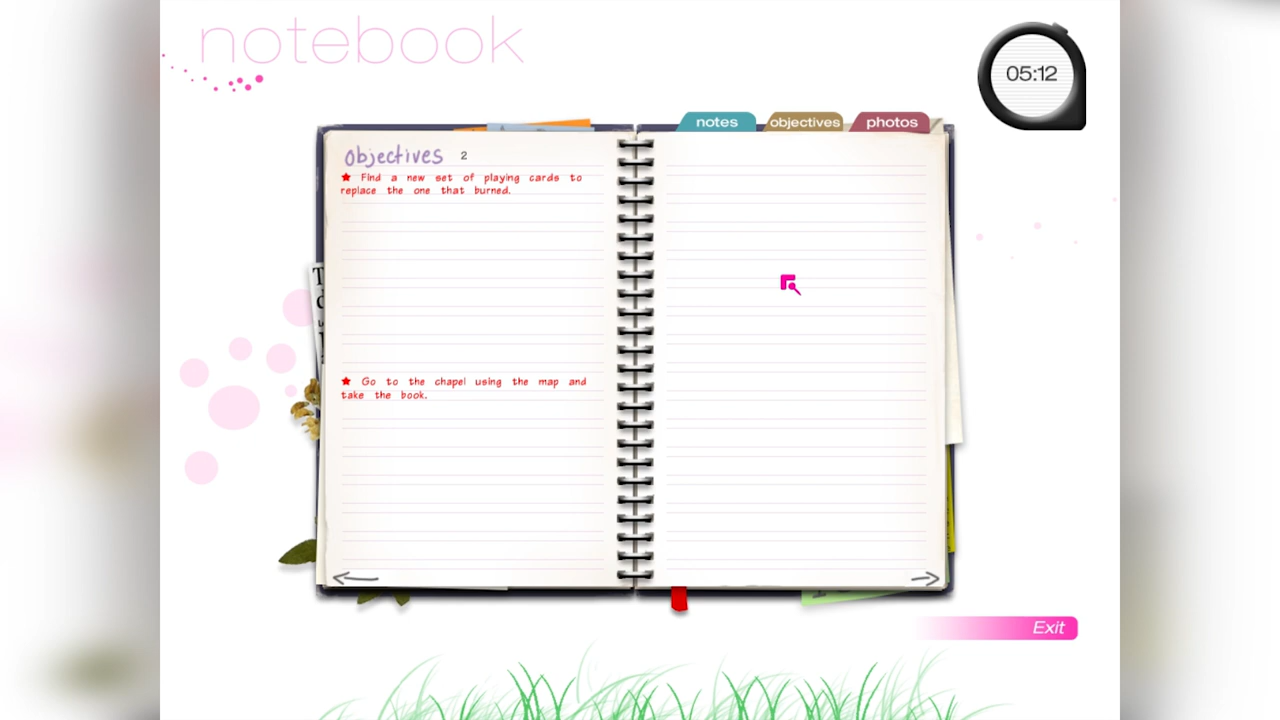 notebook
05:12
notes objectives photos
Objectives 2
★ Find a new set of playing cards to
replace the one that burned.
★ Go to the chapel using the map and
take the book.
Exit